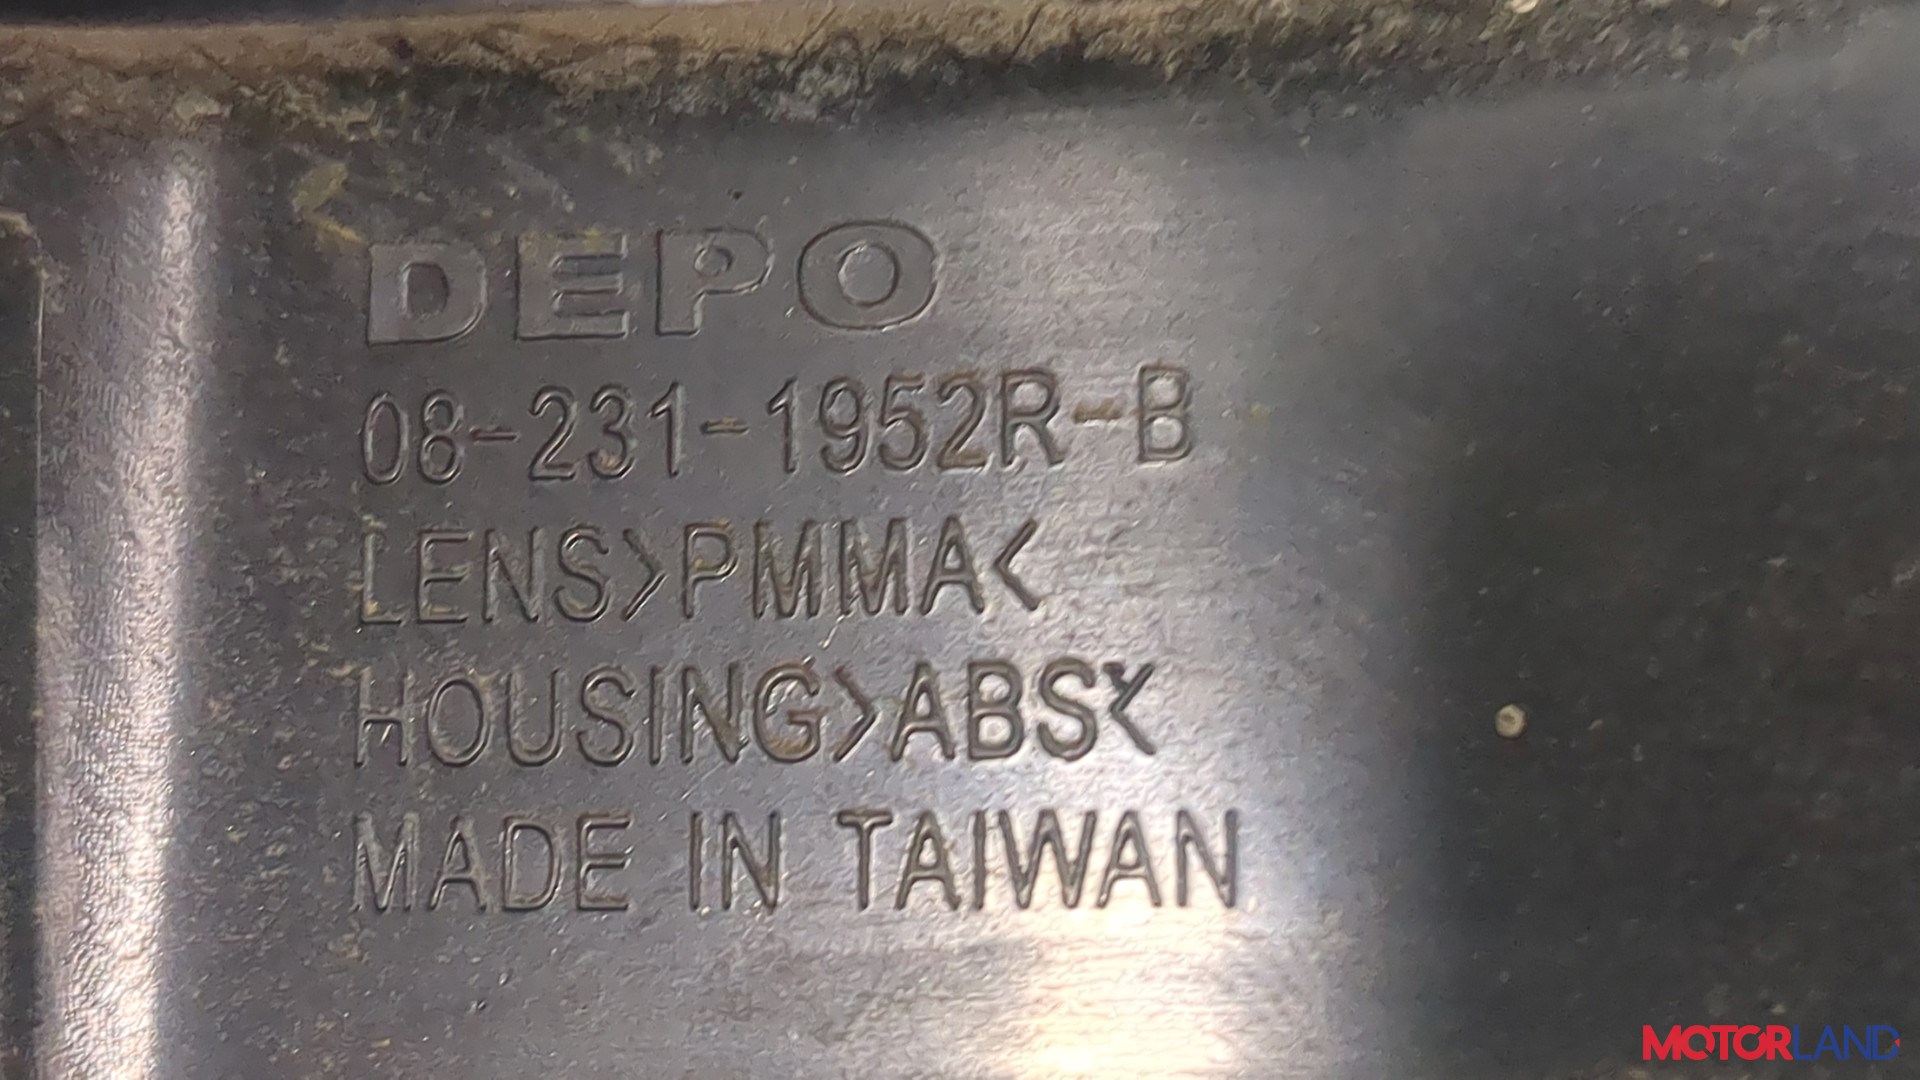 DEPO
08-231-1952R-B
LENS>PMMA<
HOUSING>ABS<
MADE IN TAIWAN
MOTORLAND